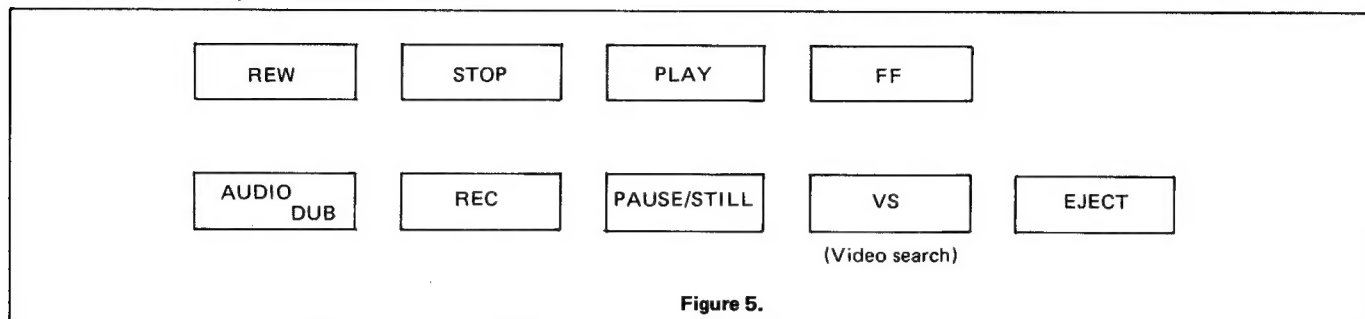 REW STOP PLAY FF
AUDIO DUB REC PAUSE/STILL VS EJECT
(Video search)
Figure 5.